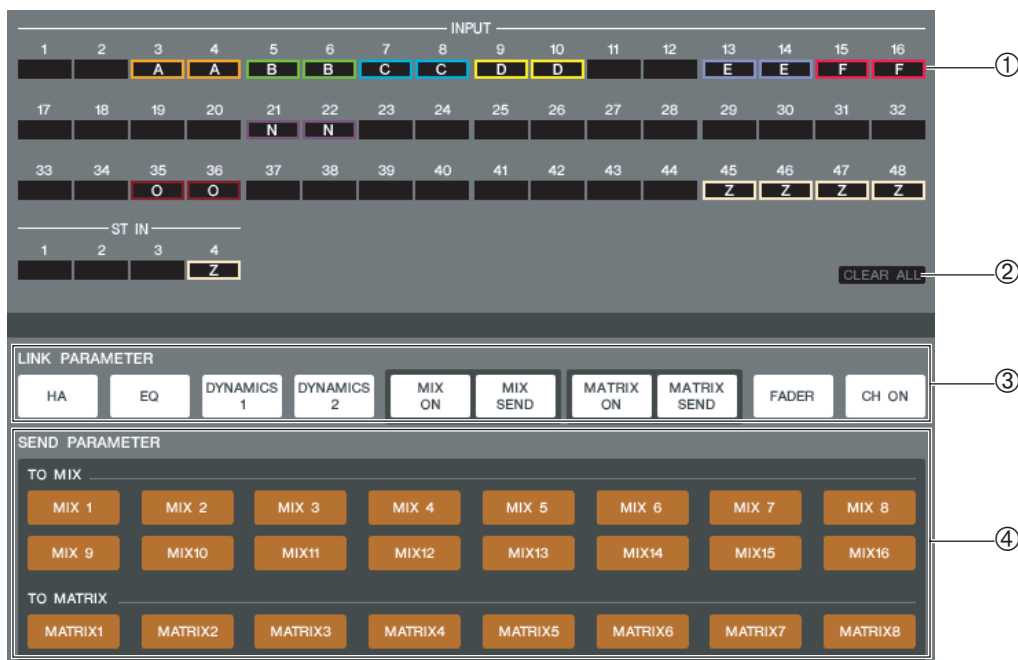 INPUT
1 2 3 4 5 6 7 8 9 10 11 12 13 14 15 16
A A B B C C D D E E F F ①
17 18 19 20 21 22 23 24 25 26 27 28 29 30 31 32
N N
33 34 35 36 37 38 39 40 41 42 43 44 45 46 47 48
O O Z Z Z Z
ST IN
1 2 3 4
Z
CLEAR ALL ②
LINK PARAMETER
HA EQ DYNAMICS 1 DYNAMICS 2 MIX ON MIX SEND MATRIX ON MATRIX SEND FADER CH ON ③
SEND PARAMETER
TO MIX
MIX 1 MIX 2 MIX 3 MIX 4 MIX 5 MIX 6 MIX 7 MIX 8
④
MIX 9 MIX10 MIX11 MIX12 MIX13 MIX14 MIX15 MIX16
TO MATRIX
MATRIX1 MATRIX2 MATRIX3 MATRIX4 MATRIX5 MATRIX6 MATRIX7 MATRIX8